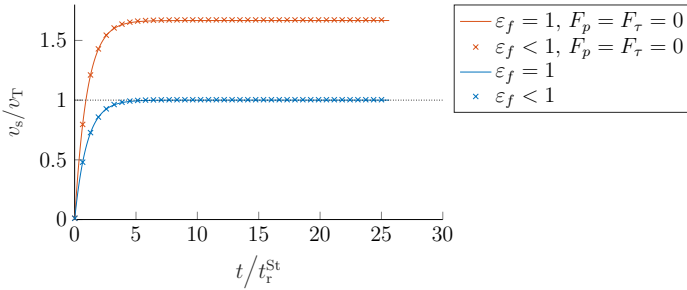 1.5
1
0.5
0
v_s/v_T
0 5 10 15 20 25 30
t/t_r^St
ε_f = 1, F_p = F_τ = 0
ε_f < 1, F_p = F_τ = 0
ε_f = 1
ε_f < 1